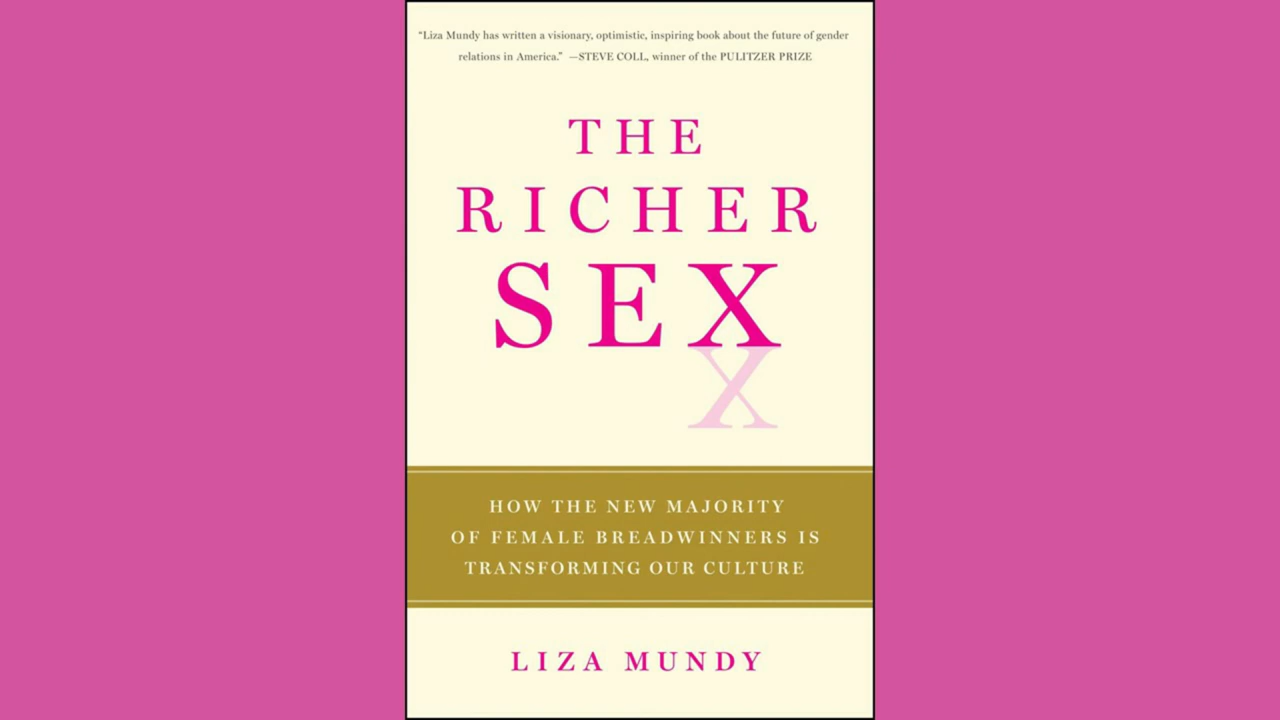 “Liza Mundy has written a visionary, optimistic, inspiring book about the future of gender
relations in America.” —STEVE COLL, winner of the PULITZER PRIZE
THE
RICHER
SEX
X
HOW THE NEW MAJORITY
OF FEMALE BREADWINNERS IS
TRANSFORMING OUR CULTURE
LIZA MUNDY